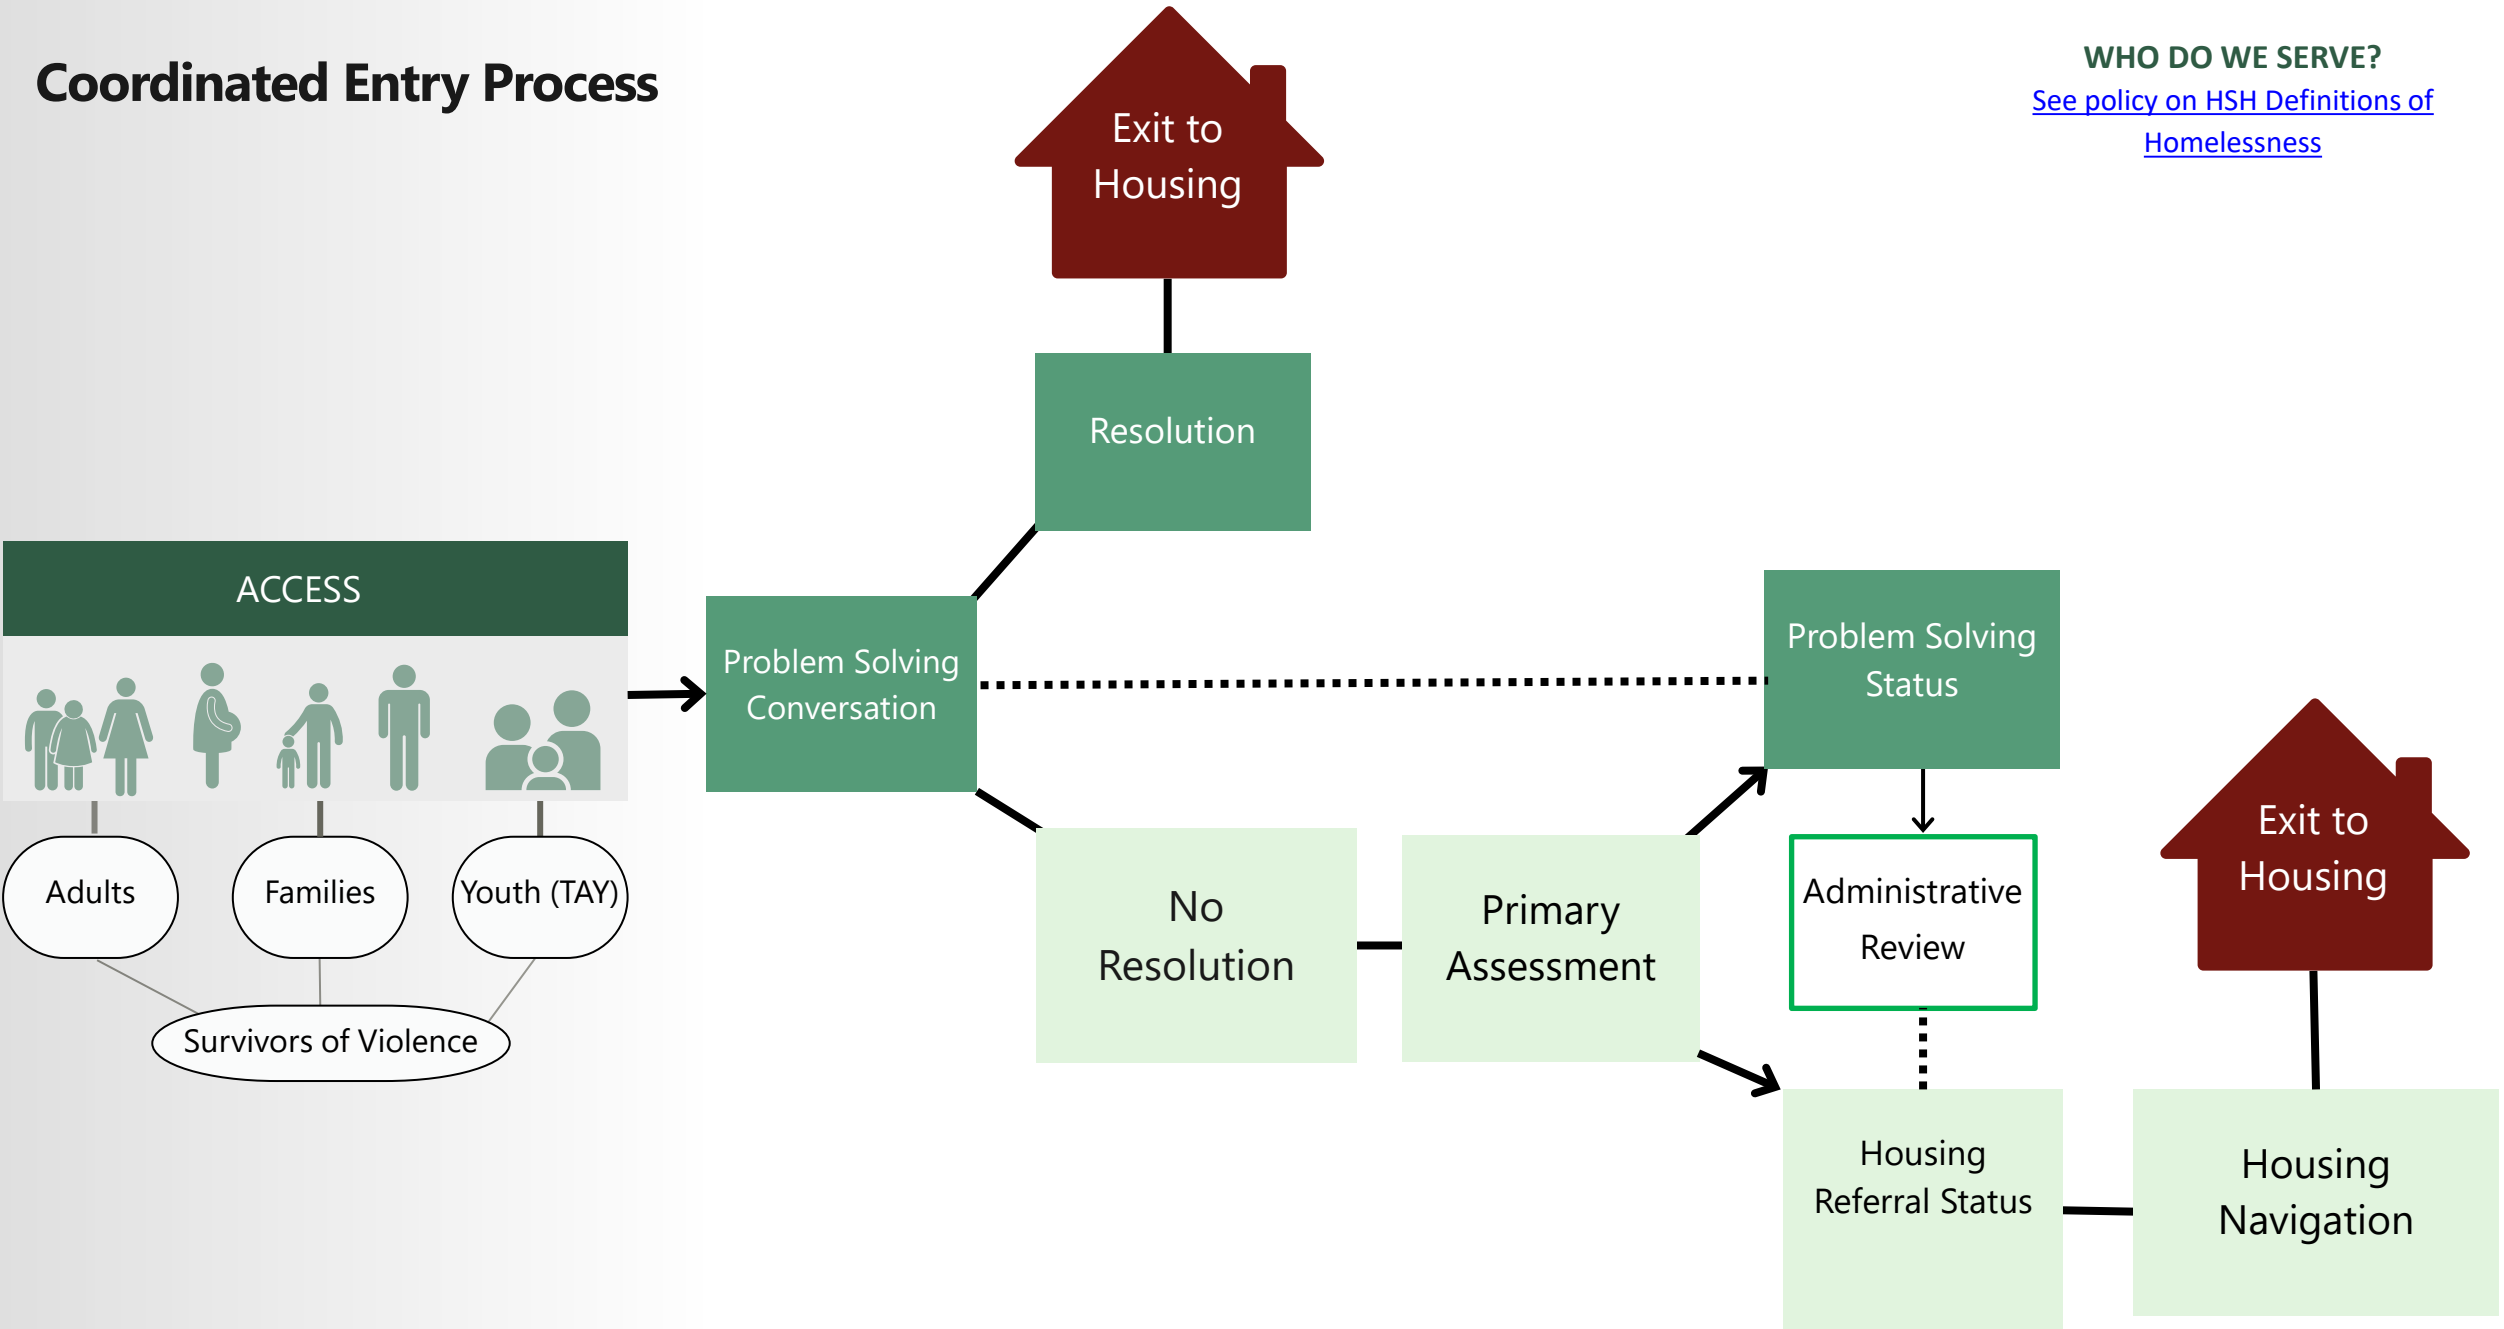 Coordinated Entry Process
WHO DO WE SERVE?
See policy on HSH Definitions of
Homelessness
Exit to
Housing
Resolution
ACCESS
Problem Solving
Conversation
Problem Solving
Status
Adults
Families
Youth (TAY)
Survivors of Violence
No
Resolution
Primary
Assessment
Administrative
Review
Exit to
Housing
Housing
Referral Status
Housing
Navigation